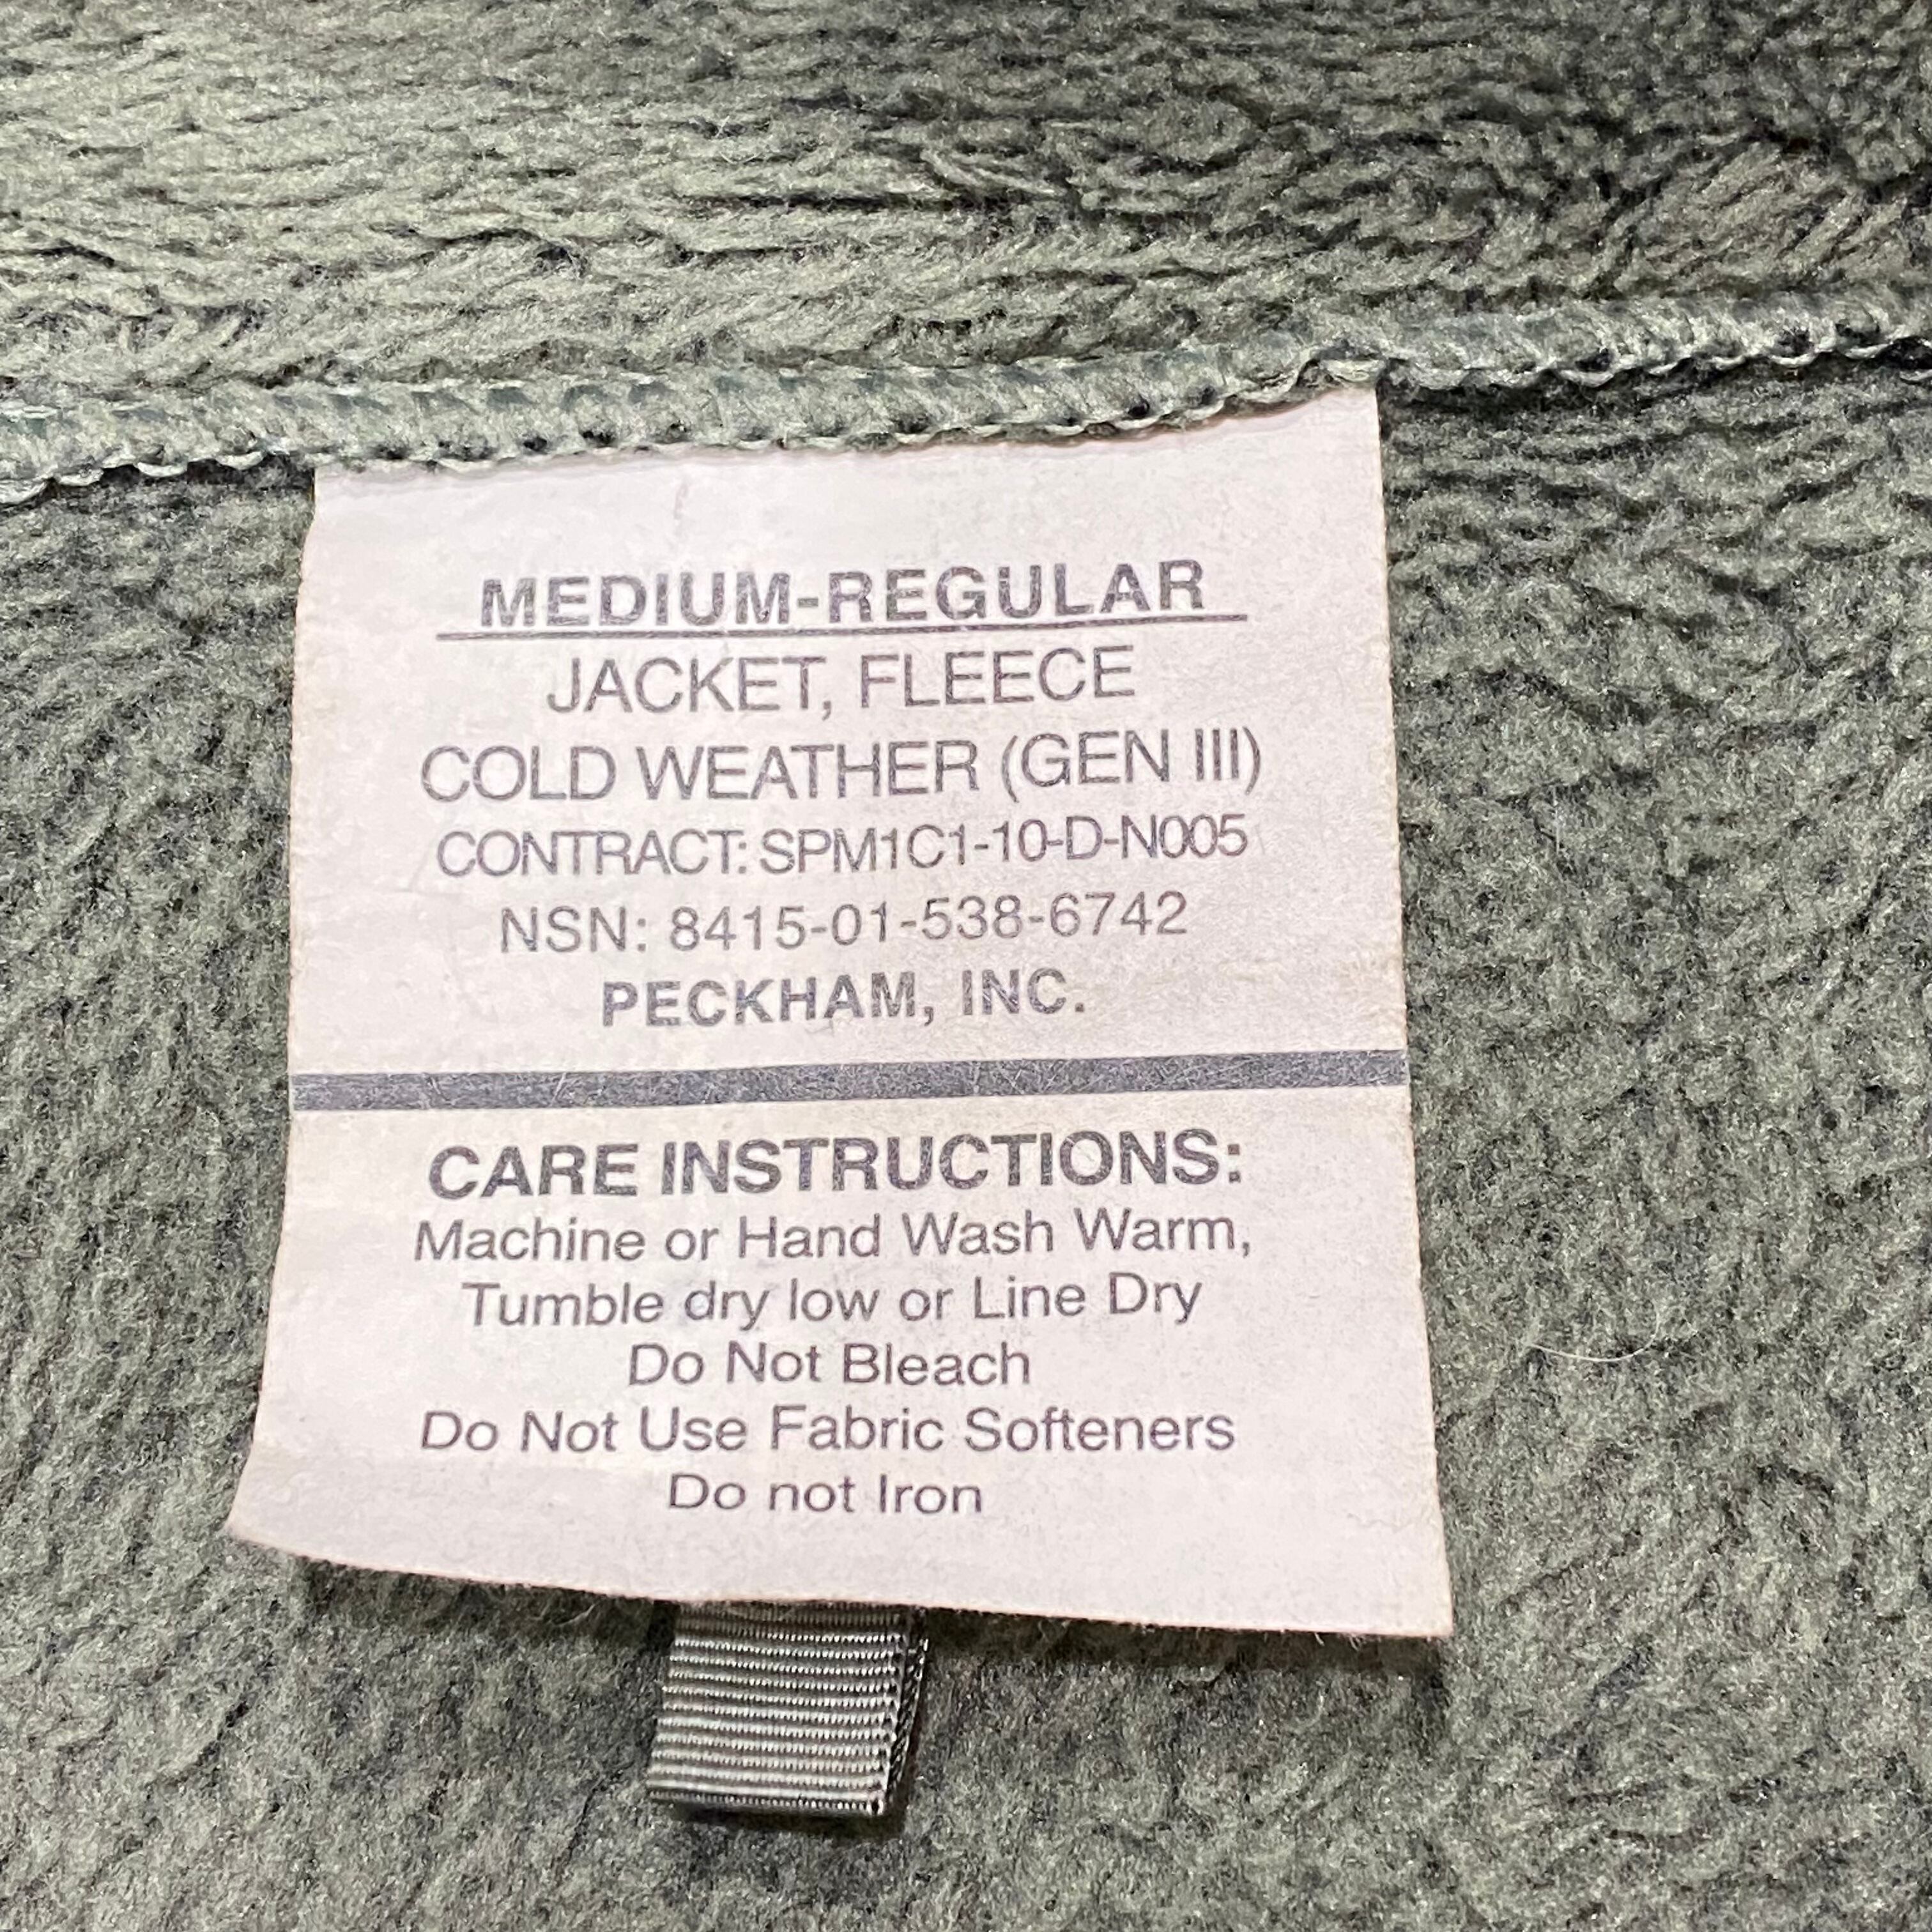 MEDIUM-REGULAR
JACKET, FLEECE
COLD WEATHER (GEN III)
CONTRACT: SPM1C1-10-D-N005
NSN: 8415-01-538-6742
PECKHAM, INC.
CARE INSTRUCTIONS:
Machine or Hand Wash Warm,
Tumble dry low or Line Dry
Do Not Bleach
Do Not Use Fabric Softeners
Do not Iron